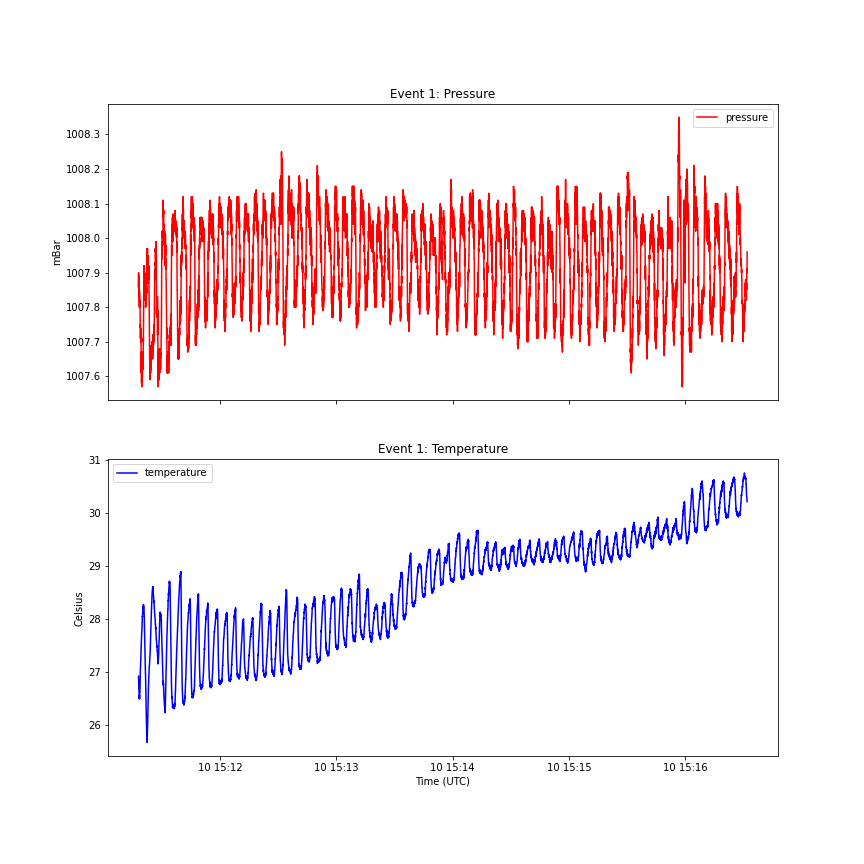 Event 1: Pressure
pressure
1008.3
1008.2
1008.1
1008.0
1007.9
1007.8
1007.7
1007.6
mBar
Event 1: Temperature
temperature
31
30
29
28
27
26
Celsius
10 15:12 10 15:13 10 15:14 10 15:15 10 15:16
Time (UTC)